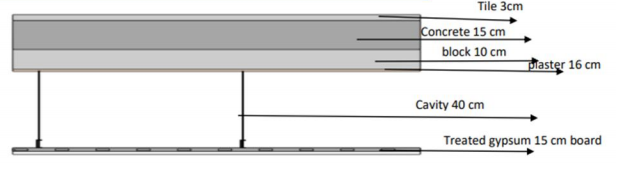 Tile 3cm
Concrete 15 cm
block 10 cm
plaster 16 cm
Cavity 40 cm
Treated gypsum 15 cm board